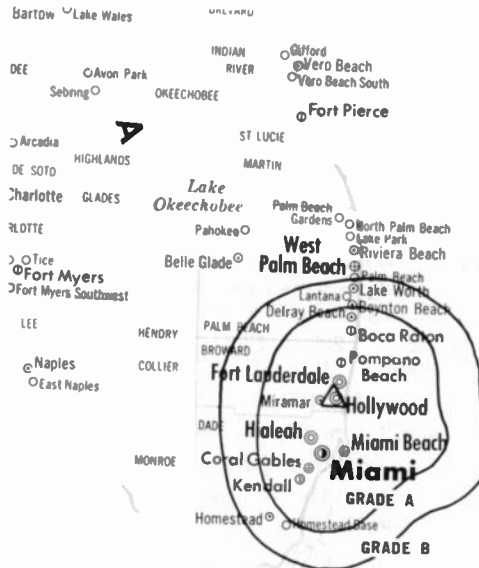 Bartow Lake Wales
BREVARD
INDIAN
RIVER
Gifford
Vero Beach
Vero Beach South
DEE
Avon Park
Sebring
OKEECHOBEE
Fort Pierce
A
ST LUCIE
Arcadia
HIGHLANDS
MARTIN
DE SOTO
Charlotte
GLADES
Lake
Okeechobee
Palm Beach
Gardens
North Palm Beach
Lake Park
RLOTTE
Pahokee
West
Palm Beach
Riviera Beach
Tice
Belle Glade
Fort Myers
Palm Beach
Fort Myers Southwest
Lake Worth
Lantana
Boynton Beach
Delray Beach
LEE
HENDRY
PALM BEACH
Boca Raton
BROWARD
Naples
COLLIER
Pompano
Beach
East Naples
Fort Lauderdale
Miramar
Hollywood
DADE
Hialeah
Miami Beach
MONROE
Coral Gables
Miami
Kendall
GRADE A
Homestead
Homestead Base
GRADE B